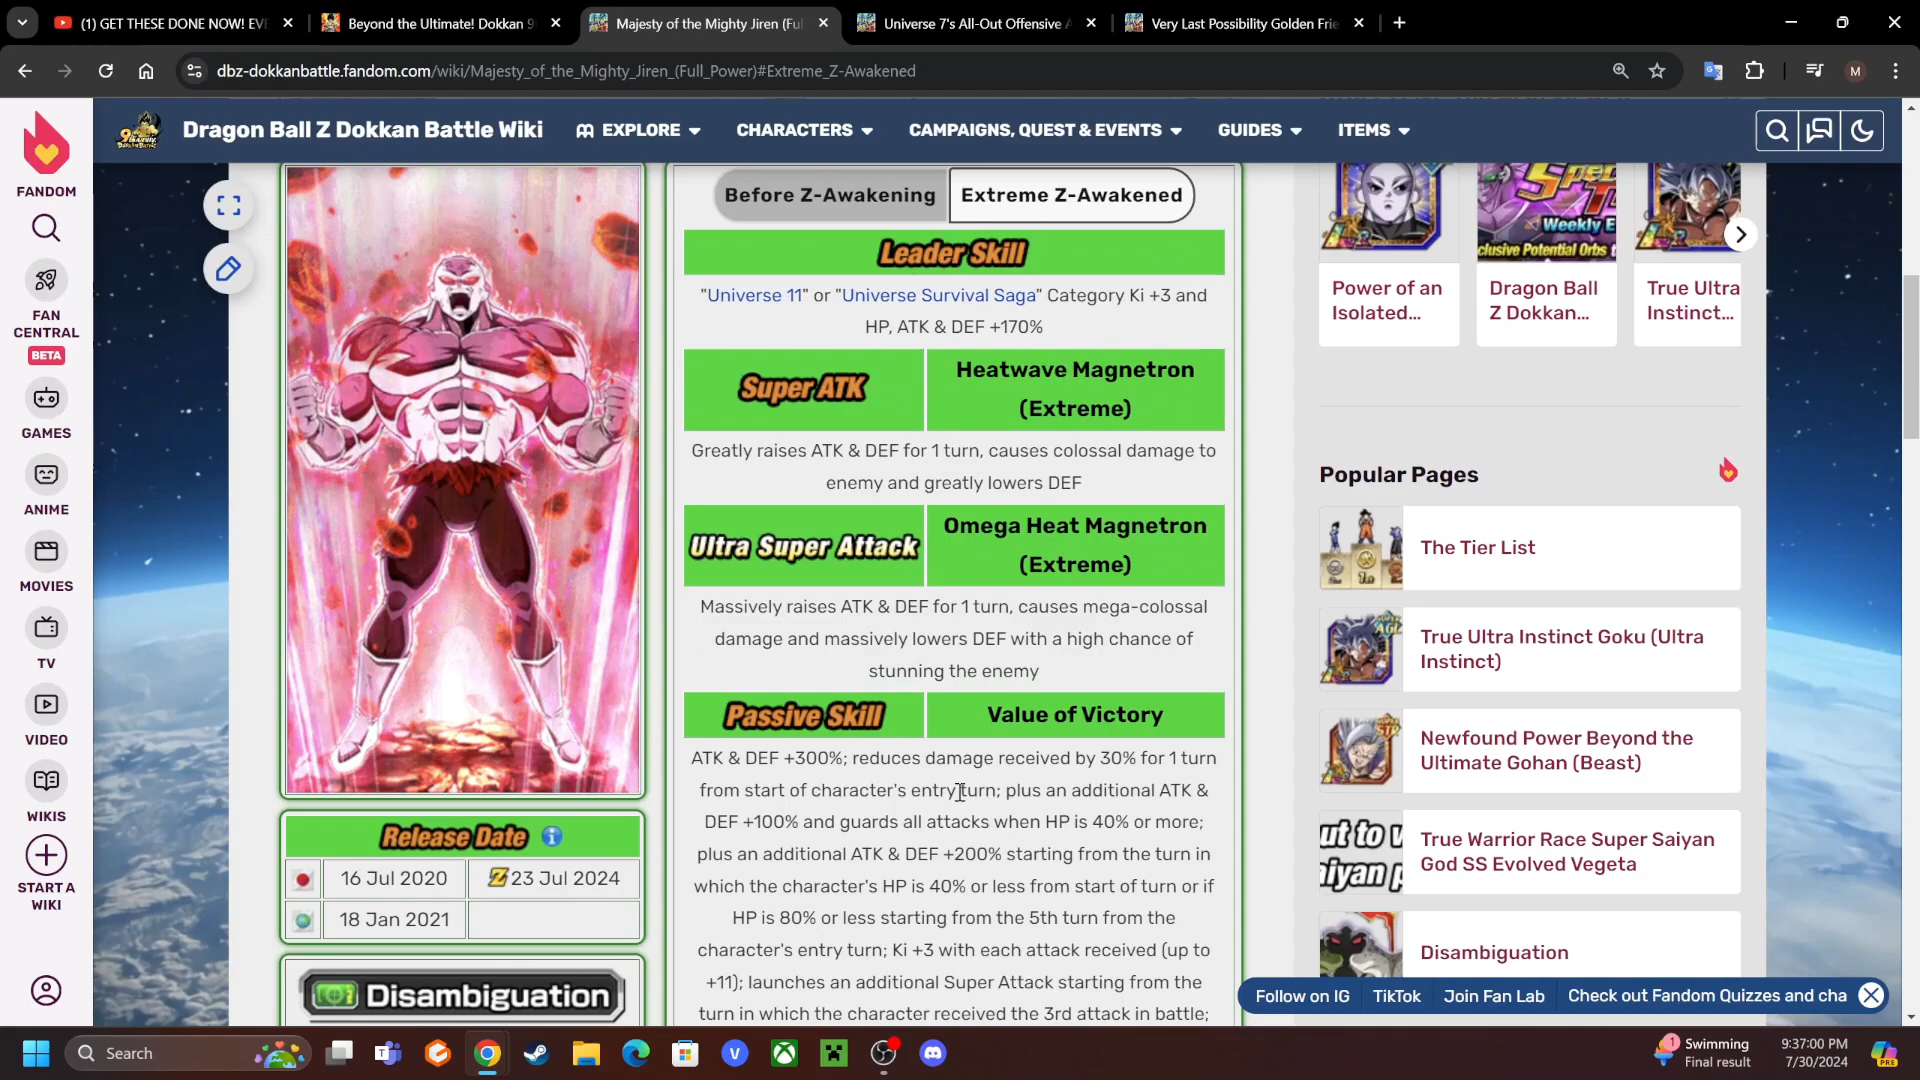 (1) GET THESE DONE NOW! EVE
Beyond the Ultimate! Dokkan 9
Majesty of the Mighty Jiren (Ful
Universe 7's All-Out Offensive A
Very Last Possibility Golden Frie
dbz-dokkanbattle.fandom.com/wiki/Majesty_of_the_Mighty_Jiren_(Full_Power)#Extreme_Z-Awakened
M
Dragon Ball Z Dokkan Battle Wiki
EXPLORE
CHARACTERS
CAMPAIGNS, QUEST & EVENTS
GUIDES
ITEMS
FANDOM
FAN
CENTRAL
BETA
GAMES
ANIME
MOVIES
TV
VIDEO
WIKIS
START A
WIKI
Before Z-Awakening
Extreme Z-Awakened
Leader Skill
"Universe 11" or "Universe Survival Saga" Category Ki +3 and
HP, ATK & DEF +170%
Super ATK
Heatwave Magnetron
(Extreme)
Greatly raises ATK & DEF for 1 turn, causes colossal damage to
enemy and greatly lowers DEF
Ultra Super Attack
Omega Heat Magnetron
(Extreme)
Massively raises ATK & DEF for 1 turn, causes mega-colossal
damage and massively lowers DEF with a high chance of
stunning the enemy
Passive Skill
Value of Victory
ATK & DEF +300%; reduces damage received by 30% for 1 turn
from start of character's entry turn; plus an additional ATK &
DEF +100% and guards all attacks when HP is 40% or more;
plus an additional ATK & DEF +200% starting from the turn in
which the character's HP is 40% or less from start of turn or if
HP is 80% or less starting from the 5th turn from the
character's entry turn; Ki +3 with each attack received (up to
+11); launches an additional Super Attack starting from the
turn in which the character received the 3rd attack in battle;
Release Date
16 Jul 2020
Z 23 Jul 2024
18 Jan 2021
Disambiguation
Weekly E
clusive Potential Orbs t
Power of an
Isolated...
Dragon Ball
Z Dokkan...
True Ultra
Instinct...
Popular Pages
The Tier List
True Ultra Instinct Goku (Ultra
Instinct)
Newfound Power Beyond the
Ultimate Gohan (Beast)
out to v
aiyan p
True Warrior Race Super Saiyan
God SS Evolved Vegeta
Disambiguation
Follow on IG
TikTok
Join Fan Lab
Check out Fandom Quizzes and cha
Search
1
Swimming
Final result
9:37:00 PM
7/30/2024
PRE